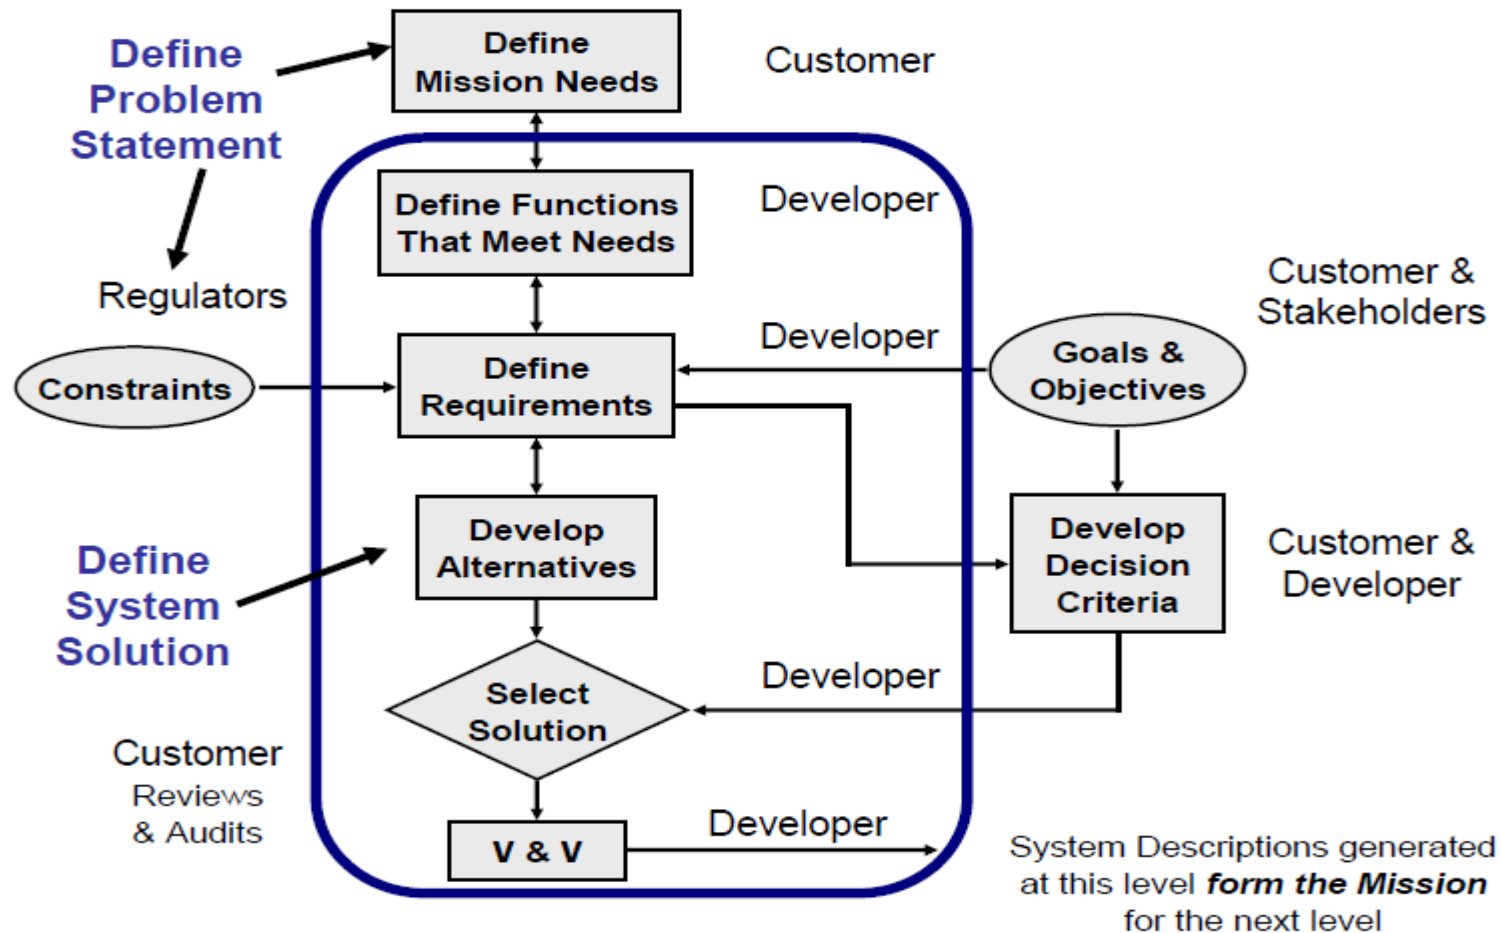 Define
Problem
Statement
Define
Mission Needs
Customer
Define Functions
That Meet Needs
Developer
Regulators
Constraints
Define
Requirements
Developer
Customer &
Stakeholders
Goals &
Objectives
Define
System
Solution
Develop
Alternatives
Develop
Decision
Criteria
Customer &
Developer
Select
Solution
Developer
Customer
Reviews
& Audits
V & V
Developer
System Descriptions generated
at this level form the Mission
for the next level